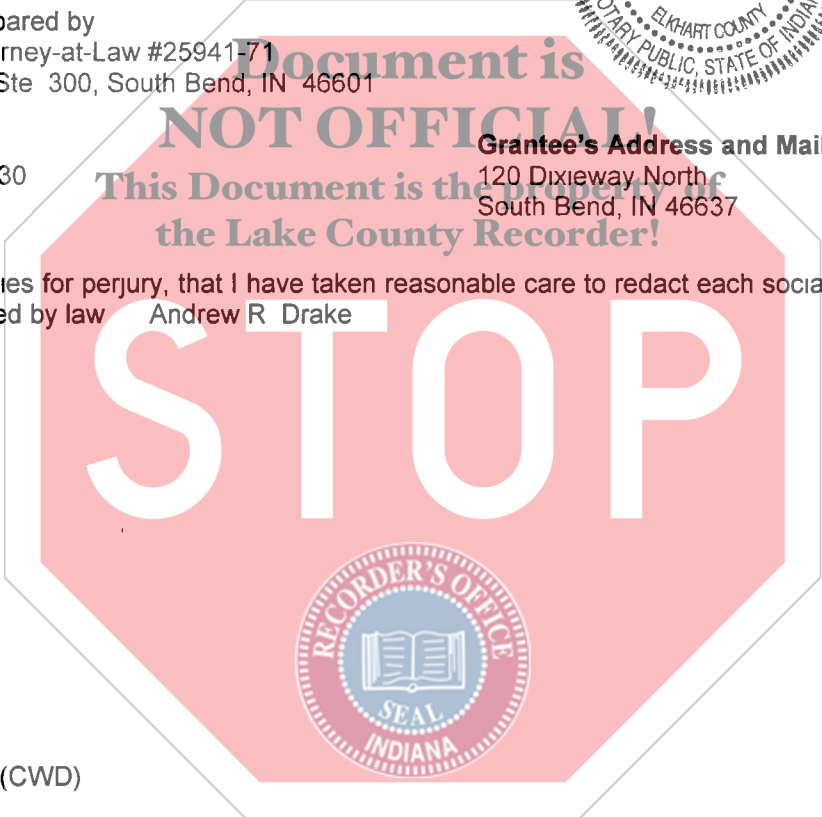 pared by
rney-at-Law #25941-71
Ste 300, South Bend, IN 46601
ELKHART COUNTY
OTARY PUBLIC, STATE OF INDIA
Document is
NOT OFFICIAL!
This Document is the property of
the Lake County Recorder!
Grantee's Address and Mail
30
120 Dixieway North
South Bend, IN 46637
ies for perjury, that I have taken reasonable care to redact each socia
ed by law Andrew R Drake
STOP
RECORDER'S OFFICE
SEAL
INDIANA
(CWD)